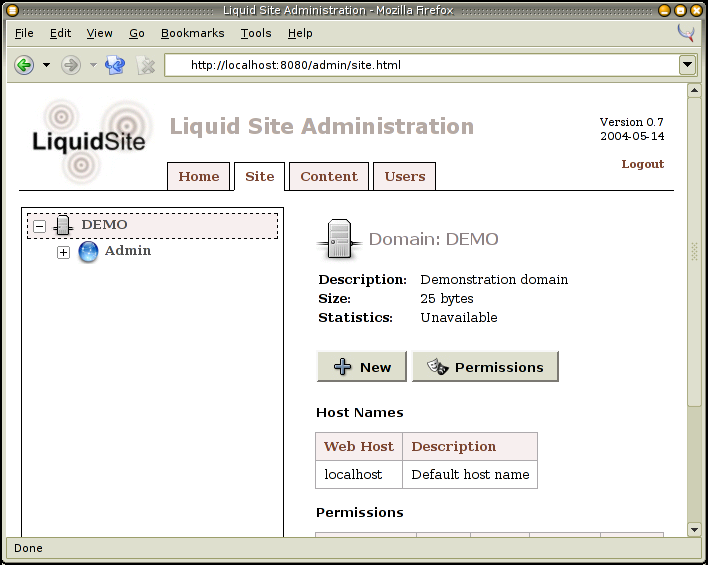 Liquid Site Administration - Mozilla Firefox
File Edit View Go Bookmarks Tools Help
http://localhost:8080/admin/site.html
LiquidSite
Liquid Site Administration
Version 0.7
2004-05-14
Logout
Home Site Content Users
DEMO
Admin
Domain: DEMO
Description: Demonstration domain
Size: 25 bytes
Statistics: Unavailable
New Permissions
Host Names
Web Host Description
localhost Default host name
Permissions
Done